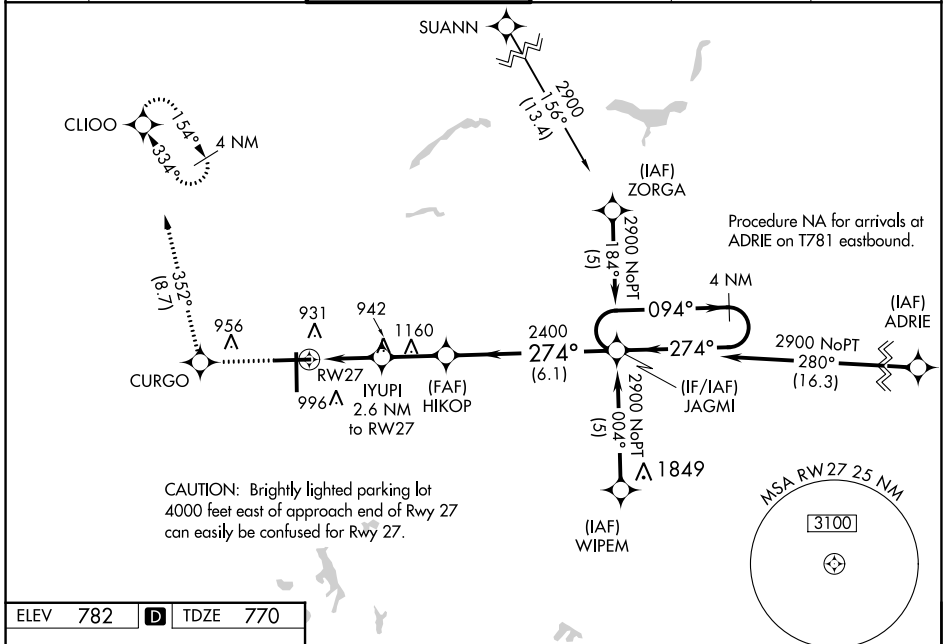 SUANN
2900
156°
(13.4)
CLIOO
154°
334°
4 NM
(IAF)
ZORGA
2900 NoPT
184°
(5)
Procedure NA for arrivals at
ADRIE on T781 eastbound.
4 NM
094°
(IAF)
ADRIE
352°
(8.7)
956
931
942
1160
2400
274°
(6.1)
274°
2900 NoPT
280°
(16.3)
CURGO
RW27
996
IYUPI
2.6 NM
to RW27
(FAF)
HIKOP
(IF/IAF)
JAGMI
2900 NoPT
004°
(5)
1849
(IAF)
WIPEM
CAUTION: Brightly lighted parking lot
4000 feet east of approach end of Rwy 27
can easily be confused for Rwy 27.
MSA RW27 25 NM
3100
ELEV 782 D TDZE 770